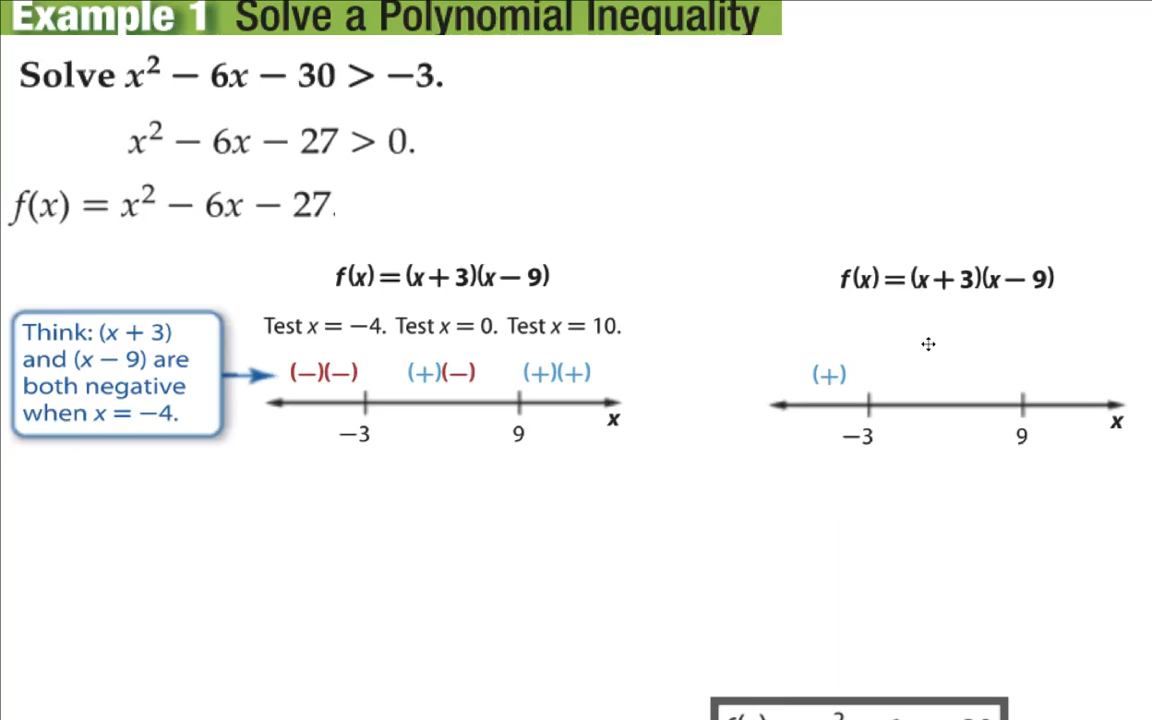 Example 1 Solve a Polynomial Inequality
Solve x² − 6x − 30 > −3.
x² − 6x − 27 > 0.
f(x) = x² − 6x − 27.
f(x) = (x + 3)(x − 9)
Test x = −4. Test x = 0. Test x = 10.
Think: (x + 3)
and (x − 9) are
both negative
when x = −4.
(−)(−) (+)(−) (+)(+)
−3 9 x
f(x) = (x + 3)(x − 9)
(+)
−3 9 x